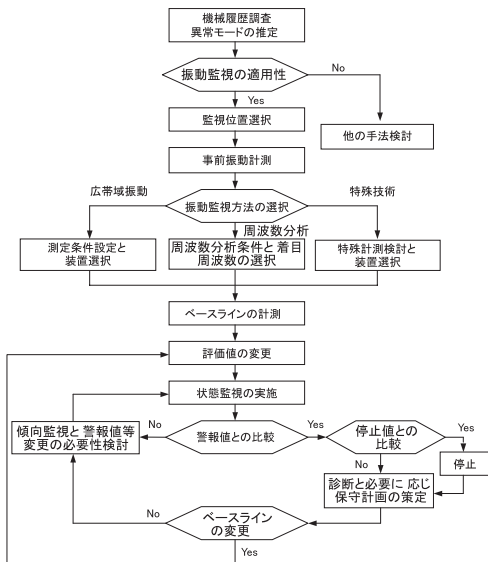 機械履歴調査
異常モードの推定
振動監視の適用性
No
Yes
監視位置選択
他の手法検討
事前振動計測
広帯域振動
特殊技術
振動監視方法の選択
周波数分析
測定条件設定と
装置選択
周波数分析条件と着目
周波数の選択
特殊計測検討と
装置選択
ベースラインの計測
評価値の変更
状態監視の実施
傾向監視と警報値等
変更の必要性検討
No
警報値との比較
Yes
停止値との
比較
Yes
停止
No
診断と必要に応じ
保守計画の策定
No
ベースライン
の変更
Yes